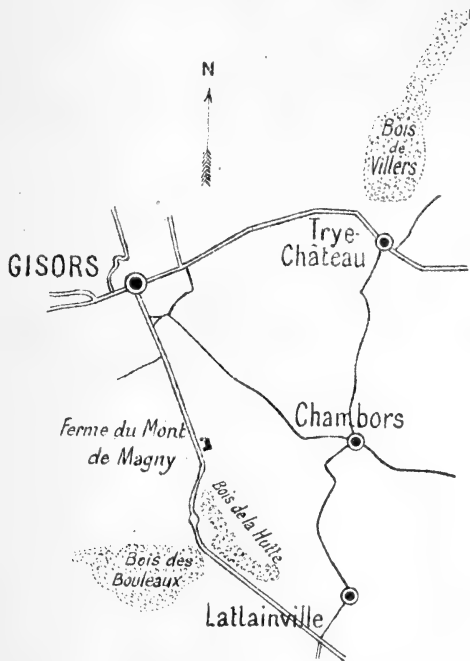 N
Bois
de
Villers
Trye-
Château
GISORS
Chambors
Ferme du Mont
de Magny
Bois de la Hutte
Bois des
Bouleaux
Lattainville